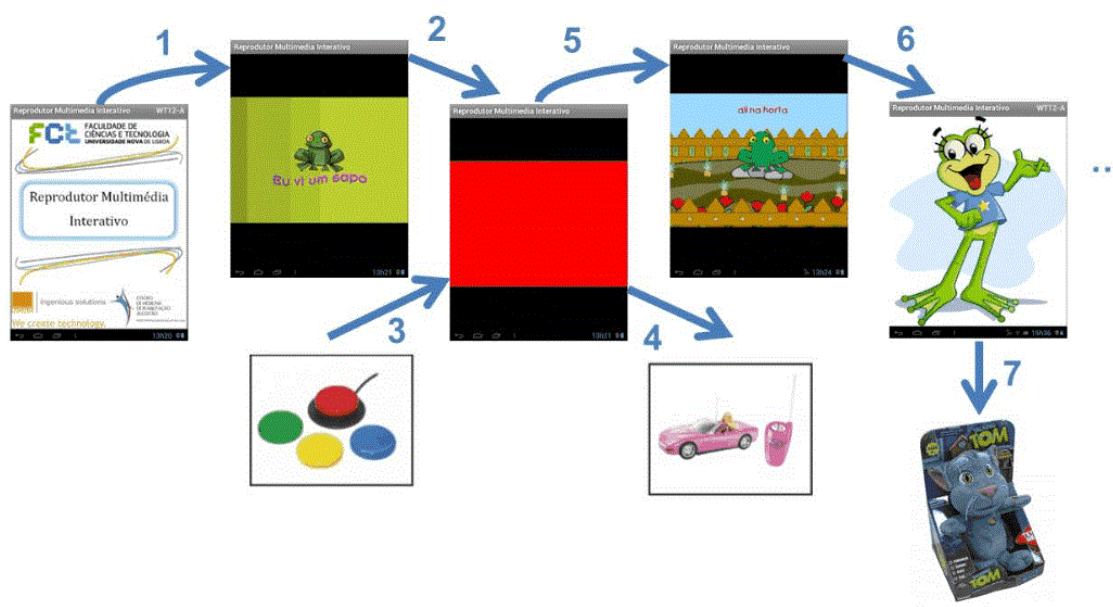 1
2
5
6
Reprodutor Multimedia Interativo
Reprodutor Multimedia Interativo WT12-A
FCt FACULDADE DE
CIÊNCIAS E TECNOLOGIA
UNIVERSIDADE NOVA DE LISBOA
Reprodutor Multimédia
Interativo
ingenious solutions
We create technology.
13h20
Eu vi um sapo
13h21
Reprodutor Multimedia Interativo
13h21
3
4
Reprodutor Multimedia Interativo
ali na horta
13h24
Reprodutor Multimedia Interativo WT12-A
15h36
..
7
TOM
TOM